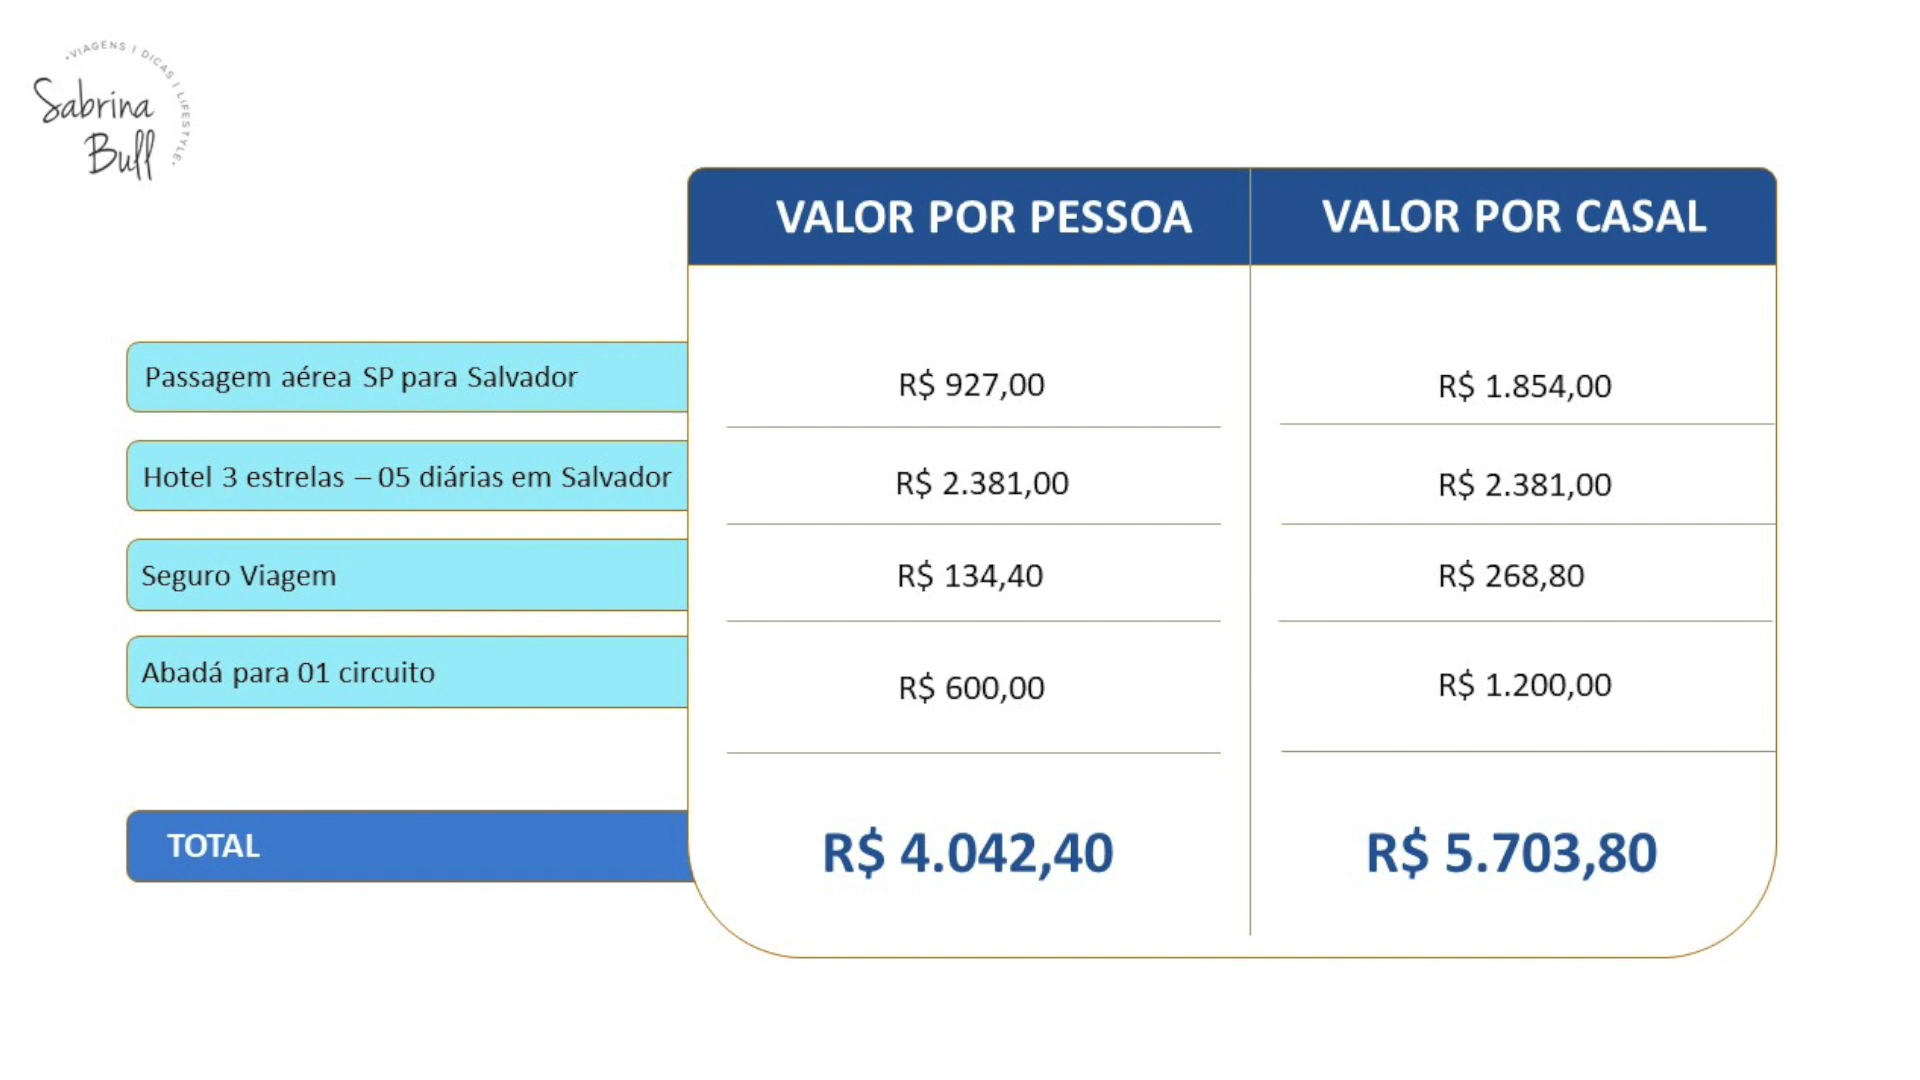 •VIAGENS | DICAS | LIFESTYLE•
Sabrina
Bull
VALOR POR PESSOA VALOR POR CASAL
Passagem aérea SP para Salvador R$ 927,00 R$ 1.854,00
Hotel 3 estrelas – 05 diárias em Salvador R$ 2.381,00 R$ 2.381,00
Seguro Viagem R$ 134,40 R$ 268,80
Abadá para 01 circuito R$ 600,00 R$ 1.200,00
TOTAL R$ 4.042,40 R$ 5.703,80